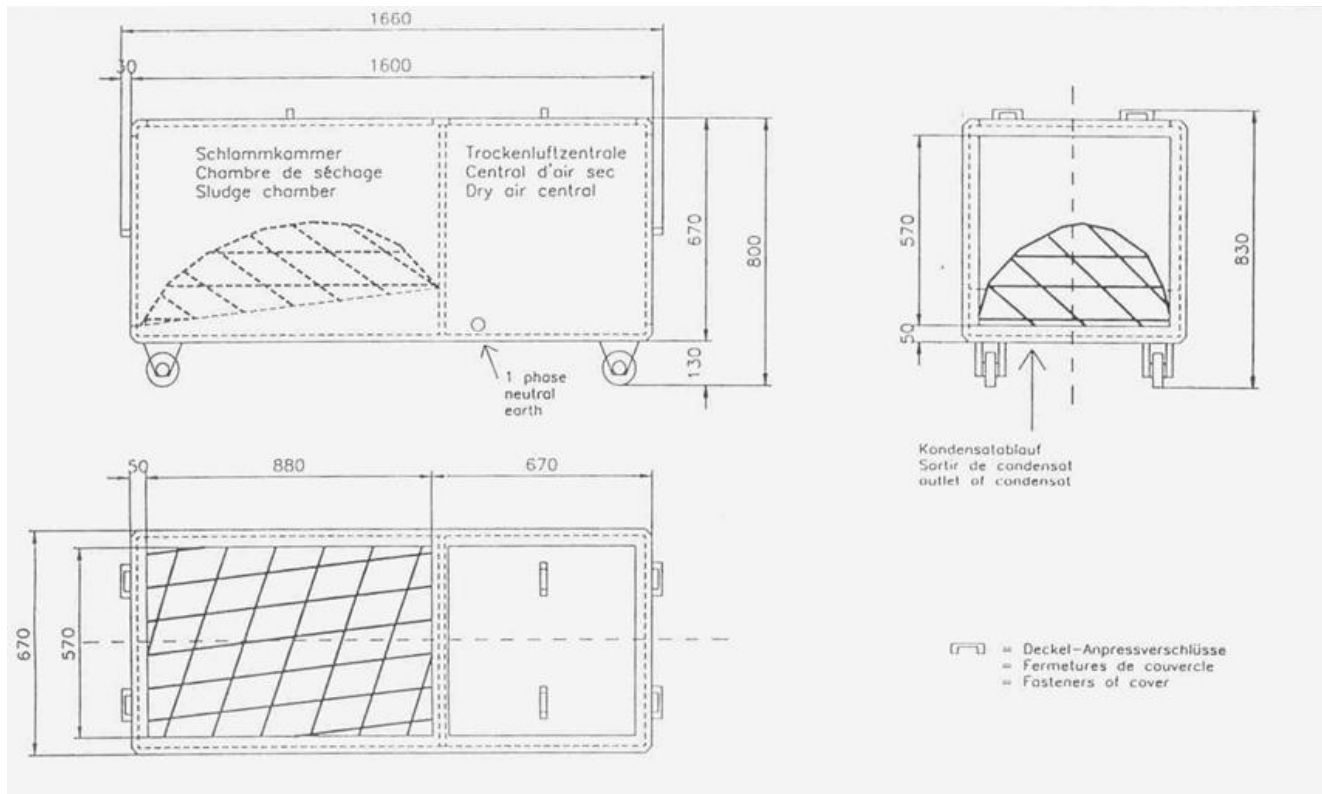 1660
30
1600
Schlammkammer
Chambre de séchage
Sludge chamber
Trockenluftzentrale
Central d'air sec
Dry air central
670
800
130
1 phase
neutral
earth
570
50
830
Kondensatablauf
Sortir de condensat
outlet of condensat
50
880
670
670
570
= Deckel-Anpressverschlüsse
= Fermetures de couvercle
= Fasteners of cover